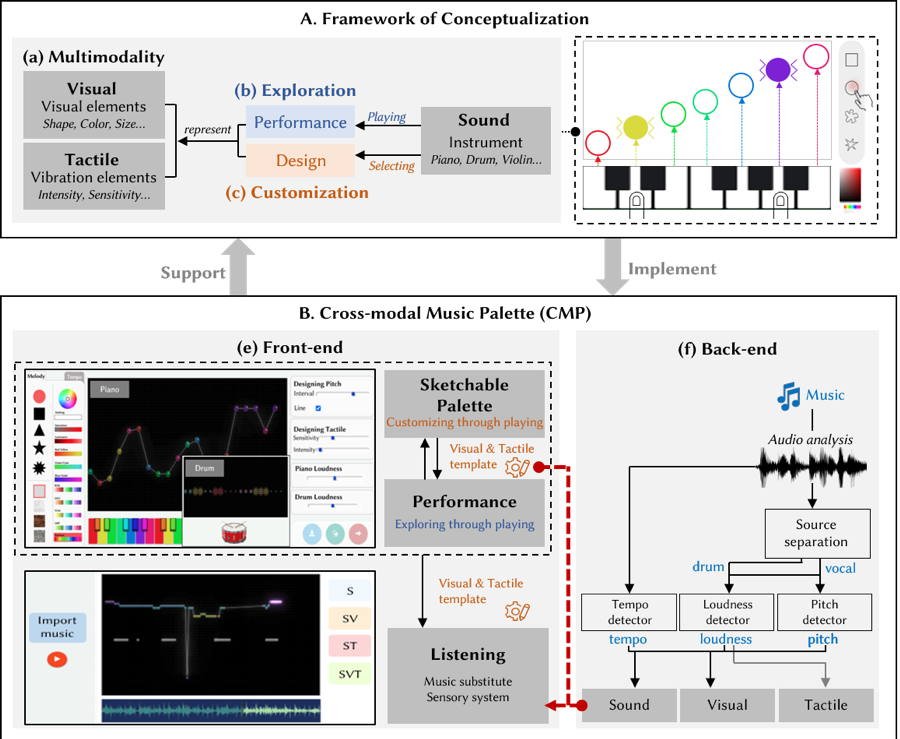 A. Framework of Conceptualization
(a) Multimodality
Visual
Visual elements
Shape, Color, Size...
Tactile
Vibration elements
Intensity, Sensitivity...
represent
(b) Exploration
Performance
Design
(c) Customization
Playing
Selecting
Sound
Instrument
Piano, Drum, Violin...
Support
Implement
B. Cross-modal Music Palette (CMP)
(e) Front-end
Melody
Tempo
Piano
Drum
Designing Pitch
Interval
Line
Designing Tactile
Sensitivity
Intensity
Piano Loudness
Drum Loudness
Sketchable
Palette
Customizing through playing
Visual & Tactile
template
Performance
Exploring through playing
Visual & Tactile
template
Import
music
S
SV
ST
SVT
Listening
Music substitute
Sensory system
(f) Back-end
Music
Audio analysis
Source
separation
drum
vocal
Tempo
detector
Loudness
detector
Pitch
detector
tempo
loudness
pitch
Sound
Visual
Tactile